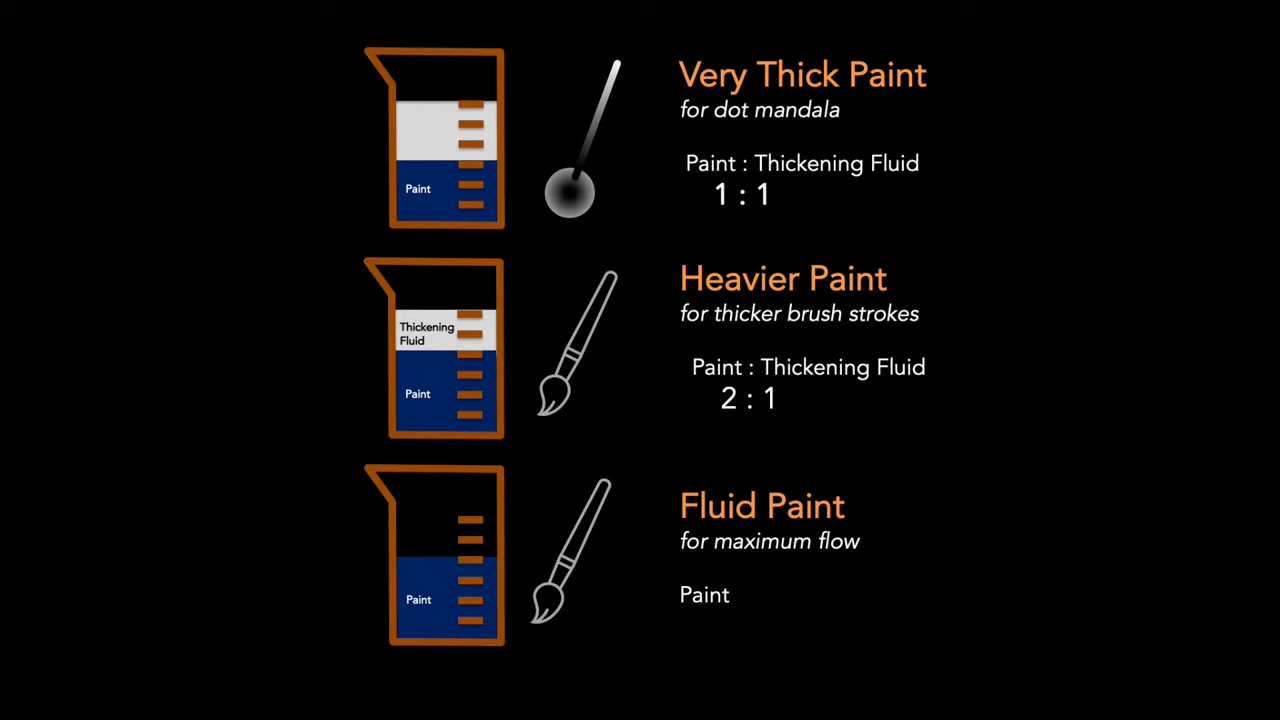 Very Thick Paint
for dot mandala
Paint : Thickening Fluid
1 : 1
Paint
Heavier Paint
for thicker brush strokes
Paint : Thickening Fluid
2 : 1
Thickening
Fluid
Paint
Fluid Paint
for maximum flow
Paint
Paint